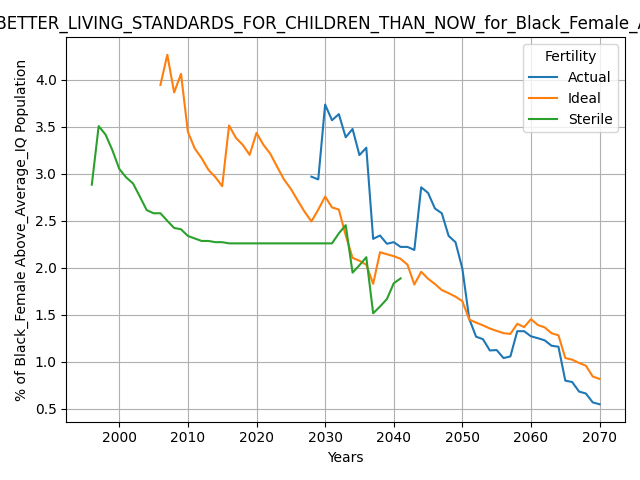 BETTER_LIVING_STANDARDS_FOR_CHILDREN_THAN_NOW_for_Black_Female_A
% of Black_Female Above_Average_IQ Population
Fertility
Actual
Ideal
Sterile
4.0
3.5
3.0
2.5
2.0
1.5
1.0
0.5
2000 2010 2020 2030 2040 2050 2060 2070
Years